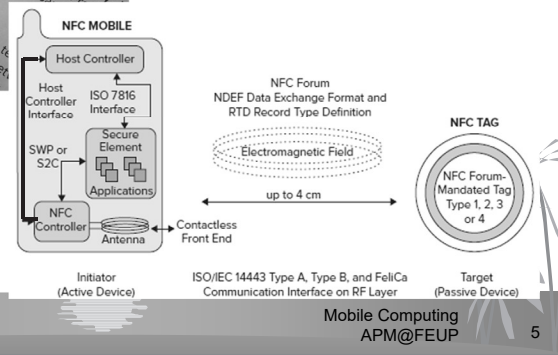 NFC MOBILE
Host Controller
Host
Controller
Interface
ISO 7816
Interface
Secure
Element
SWP or
S2C
Applications
NFC
Controller
Antenna
Contactless
Front End
NFC Forum
NDEF Data Exchange Format and
RTD Record Type Definition
Electromagnetic Field
up to 4 cm
NFC TAG
NFC Forum-
Mandated Tag
Type 1, 2, 3
or 4
Initiator
(Active Device)
ISO/IEC 14443 Type A, Type B, and FeliCa
Communication Interface on RF Layer
Target
(Passive Device)
Mobile Computing
APM@FEUP
5